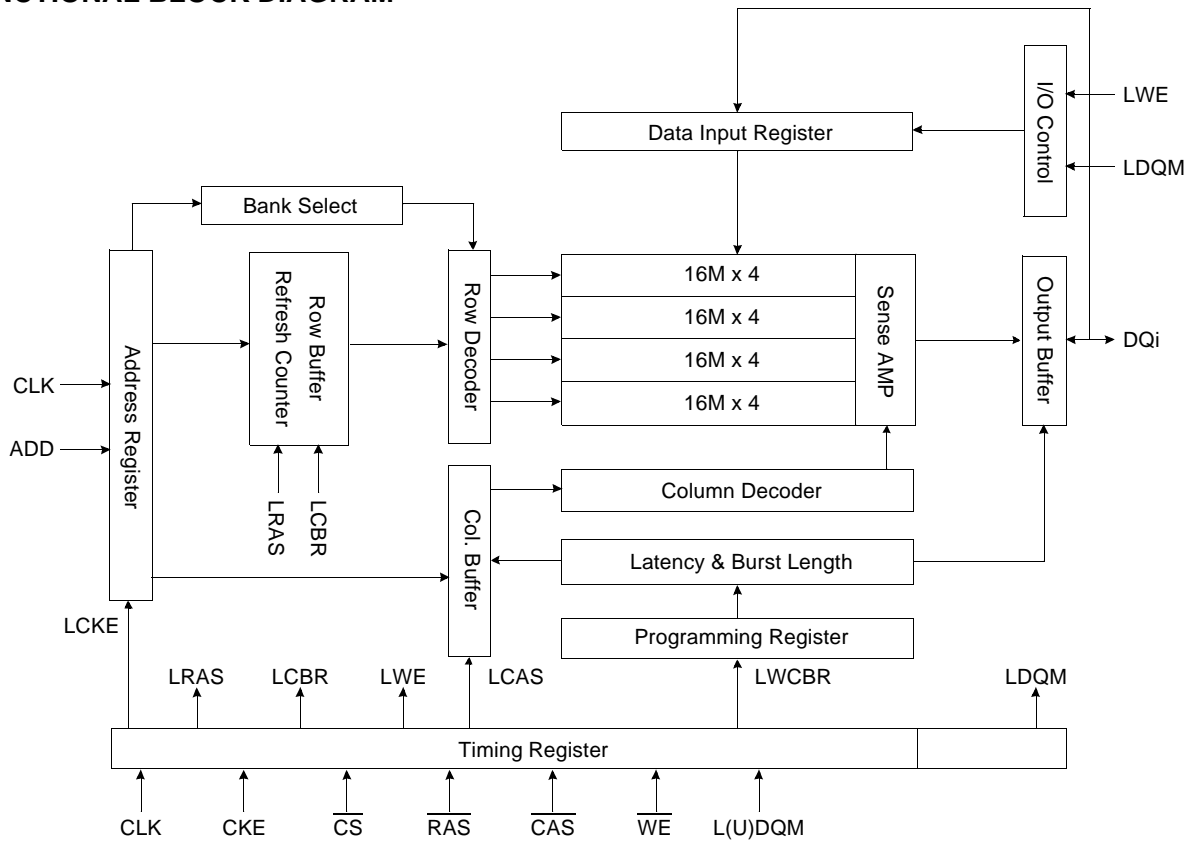 I/O Control
LWE
LDQM
Data Input Register
Bank Select
Address Register
CLK
ADD
Refresh Counter
Row Buffer
LRAS
LCBR
Row Decoder
16M x 4
16M x 4
16M x 4
16M x 4
Sense AMP
Output Buffer
DQi
Col. Buffer
Column Decoder
Latency & Burst Length
Programming Register
LCKE
LRAS
LCBR
LWE
LCAS
LWCBR
LDQM
Timing Register
CLK
CKE
CS
RAS
CAS
WE
L(U)DQM